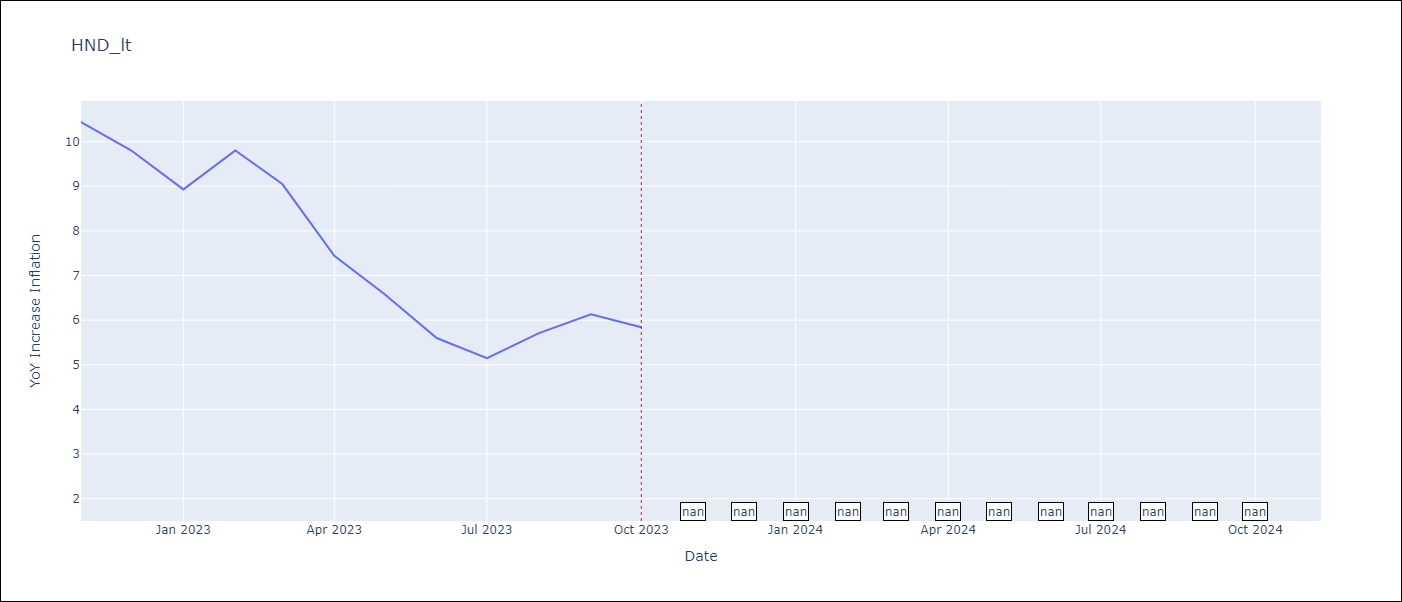 HND_lt
10
9
8
7
6
5
4
3
2
YoY Increase Inflation
nan nan nan nan nan nan nan nan nan nan nan nan
Jan 2023 Apr 2023 Jul 2023 Oct 2023 Jan 2024 Apr 2024 Jul 2024 Oct 2024
Date